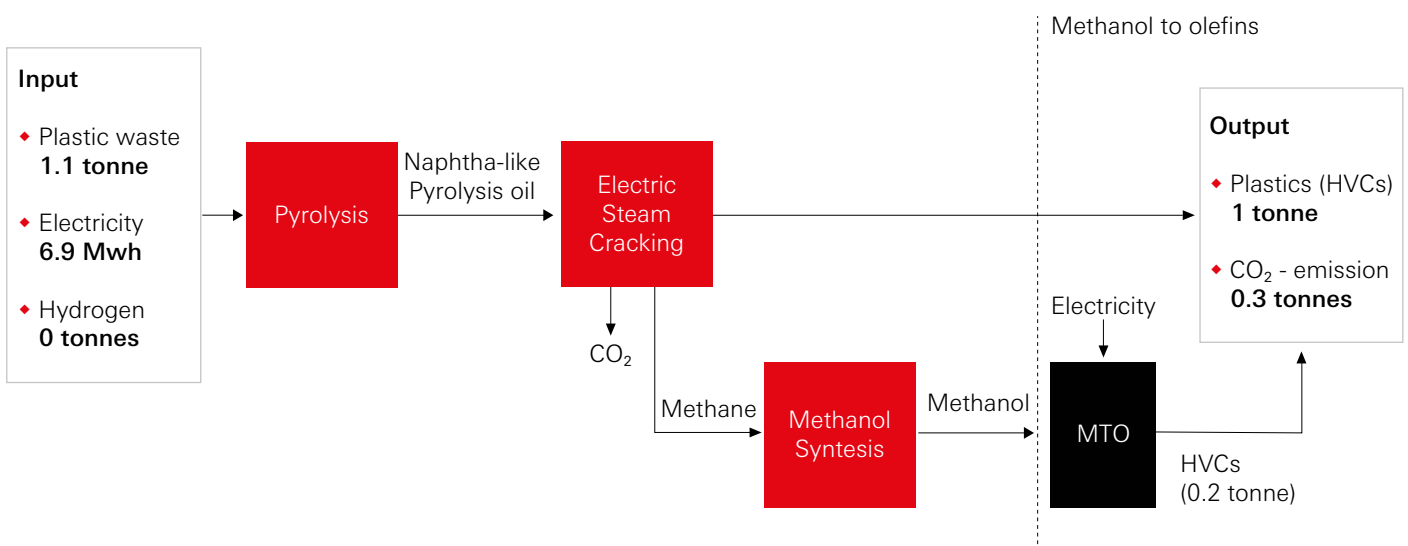 Methanol to olefins
Input
Plastic waste
1.1 tonne
Electricity
6.9 Mwh
Hydrogen
0 tonnes
Pyrolysis
Naphtha-like
Pyrolysis oil
Electric
Steam
Cracking
CO₂
Methane
Methanol
Syntesis
Methanol
Electricity
MTO
HVCs
(0.2 tonne)
Output
Plastics (HVCs)
1 tonne
CO₂ - emission
0.3 tonnes